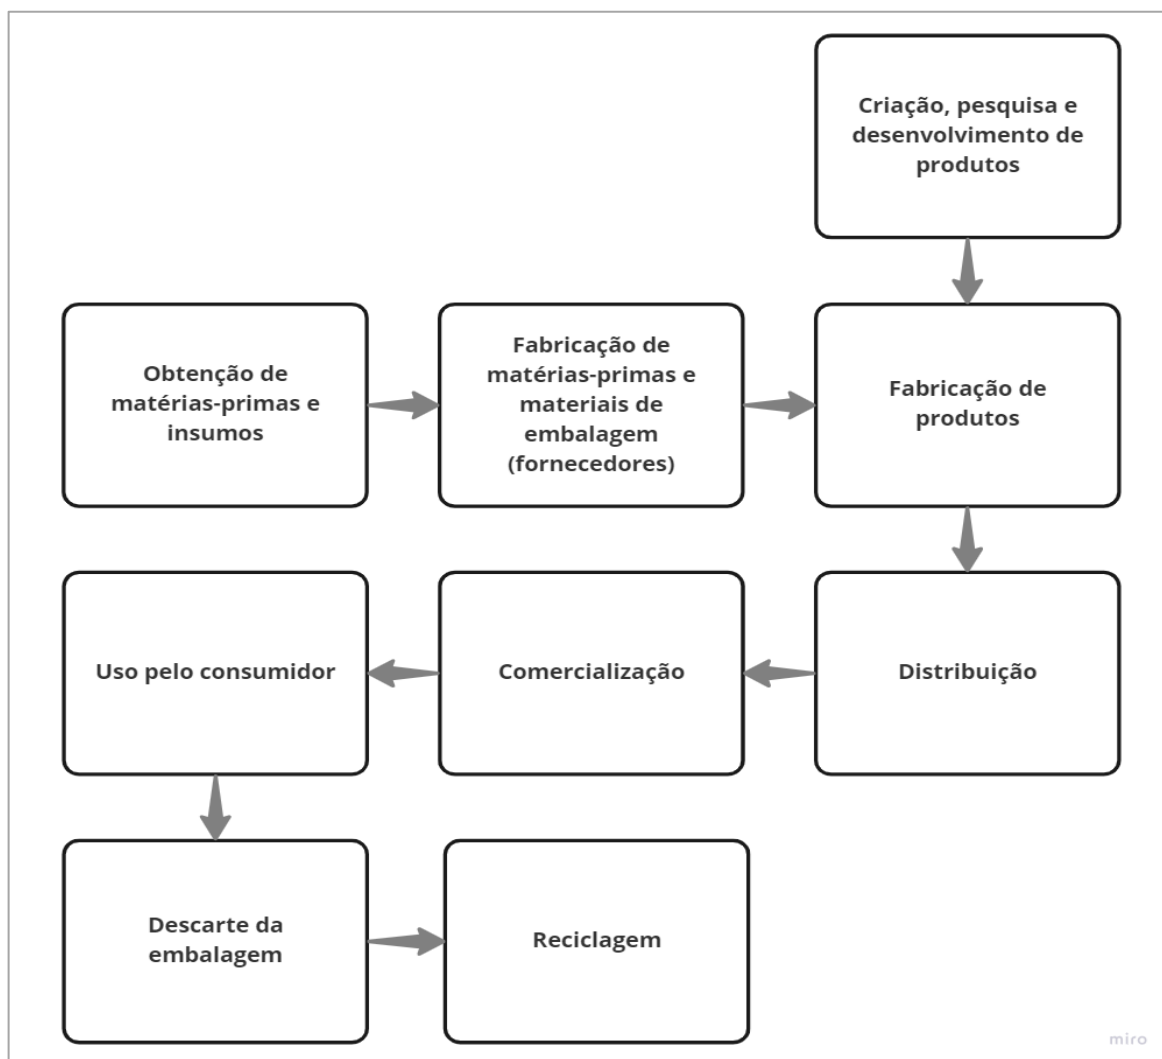 Criação, pesquisa e
desenvolvimento de
produtos
Obtenção de
matérias-primas e
insumos
Fabricação de
matérias-primas e
materiais de
embalagem
(fornecedores)
Fabricação de
produtos
Uso pelo consumidor
Comercialização
Distribuição
Descarte da
embalagem
Reciclagem
miro